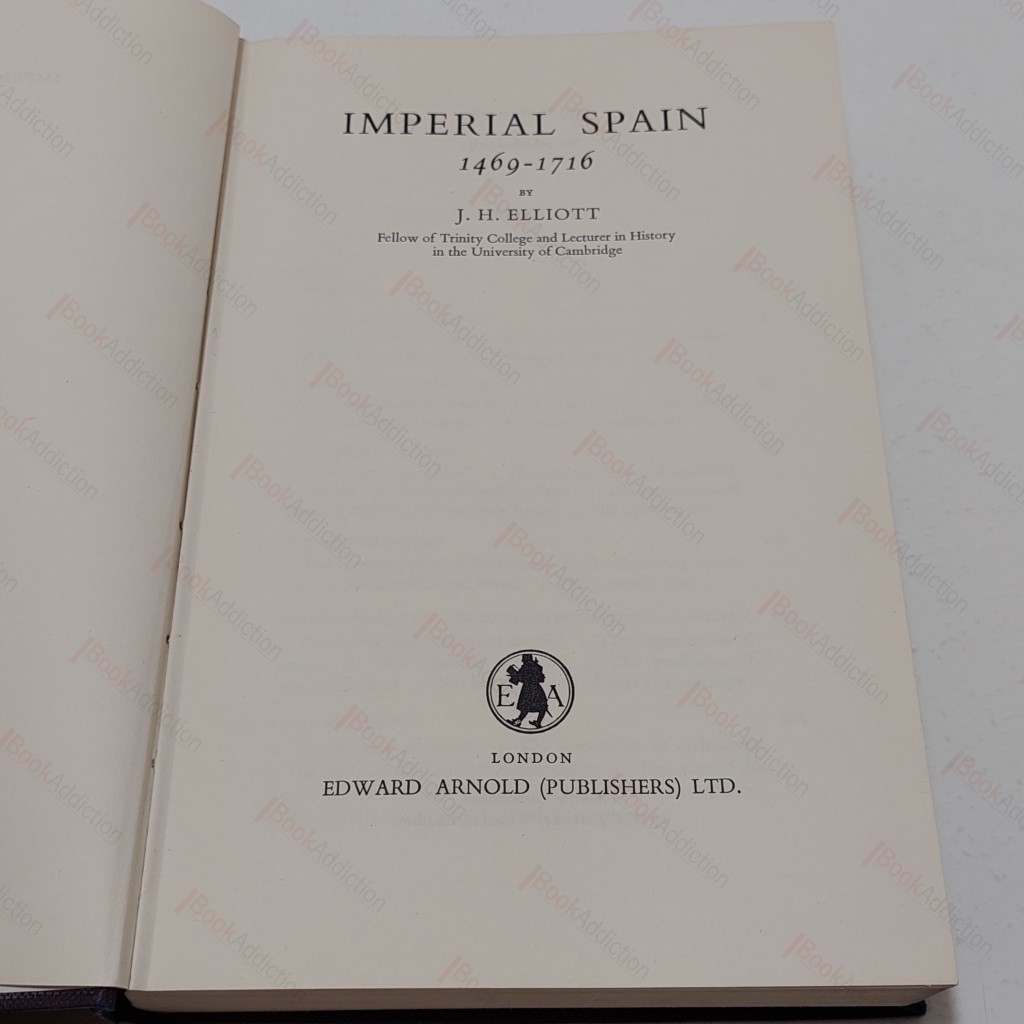 IMPERIAL SPAIN
1469-1716
BY
J. H. ELLIOTT
Fellow of Trinity College and Lecturer in History
in the University of Cambridge
E A
LONDON
EDWARD ARNOLD (PUBLISHERS) LTD.
BookAddiction